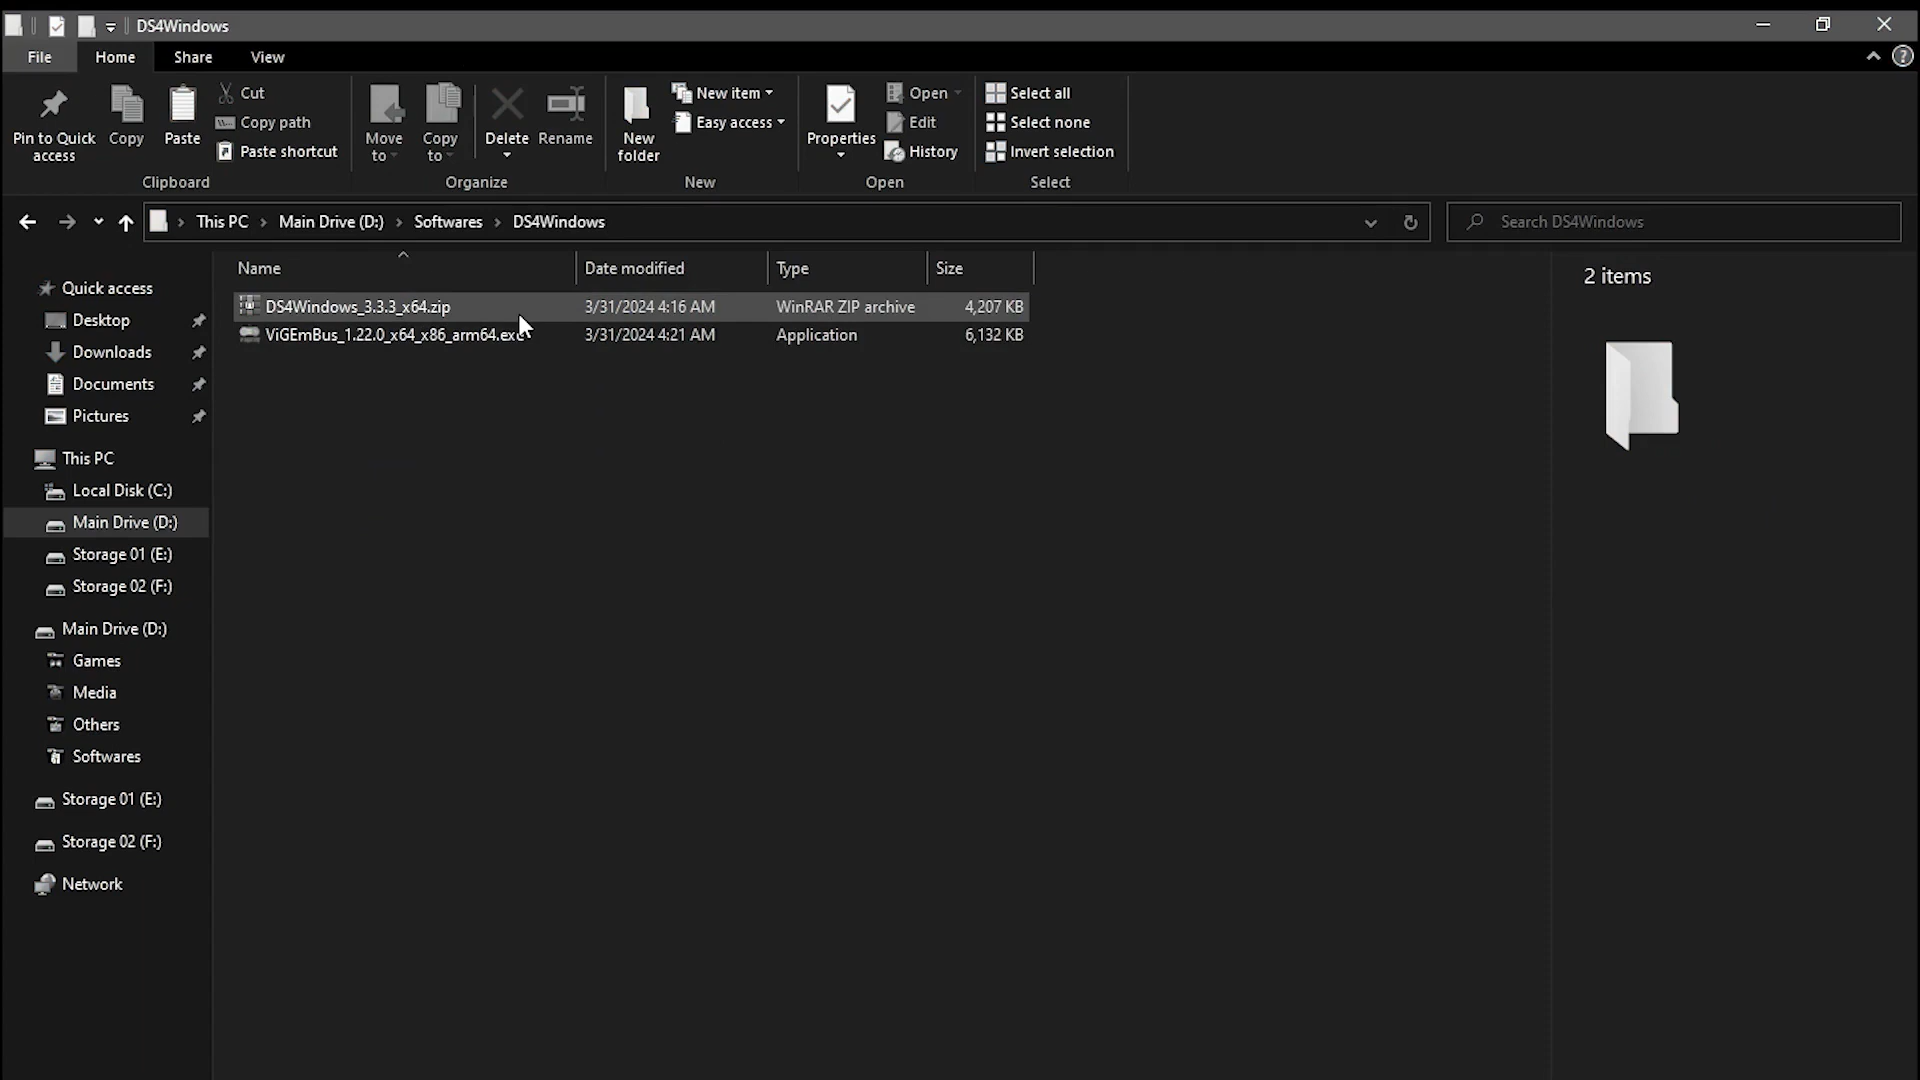 DS4Windows
File Home Share View
Pin to Quick access
Copy
Paste
Cut
Copy path
Paste shortcut
Clipboard
Move to
Copy to
Delete
Rename
Organize
New folder
New item
Easy access
New
Properties
Open
Edit
History
Open
Select all
Select none
Invert selection
Select
This PC > Main Drive (D:) > Softwares > DS4Windows
Search DS4Windows
Quick access
Desktop
Downloads
Documents
Pictures
This PC
Local Disk (C:)
Main Drive (D:)
Storage 01 (E:)
Storage 02 (F:)
Main Drive (D:)
Games
Media
Others
Softwares
Storage 01 (E:)
Storage 02 (F:)
Network
Name Date modified Type Size
DS4Windows_3.3.3_x64.zip 3/31/2024 4:16 AM WinRAR ZIP archive 4,207 KB
ViGEmBus_1.22.0_x64_x86_arm64.exe 3/31/2024 4:21 AM Application 6,132 KB
2 items